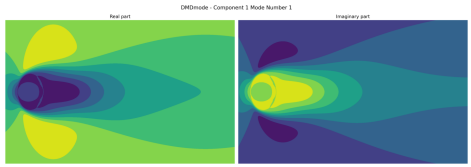 DMDmode - Component 1 Mode Number 1
Real part
Imaginary part